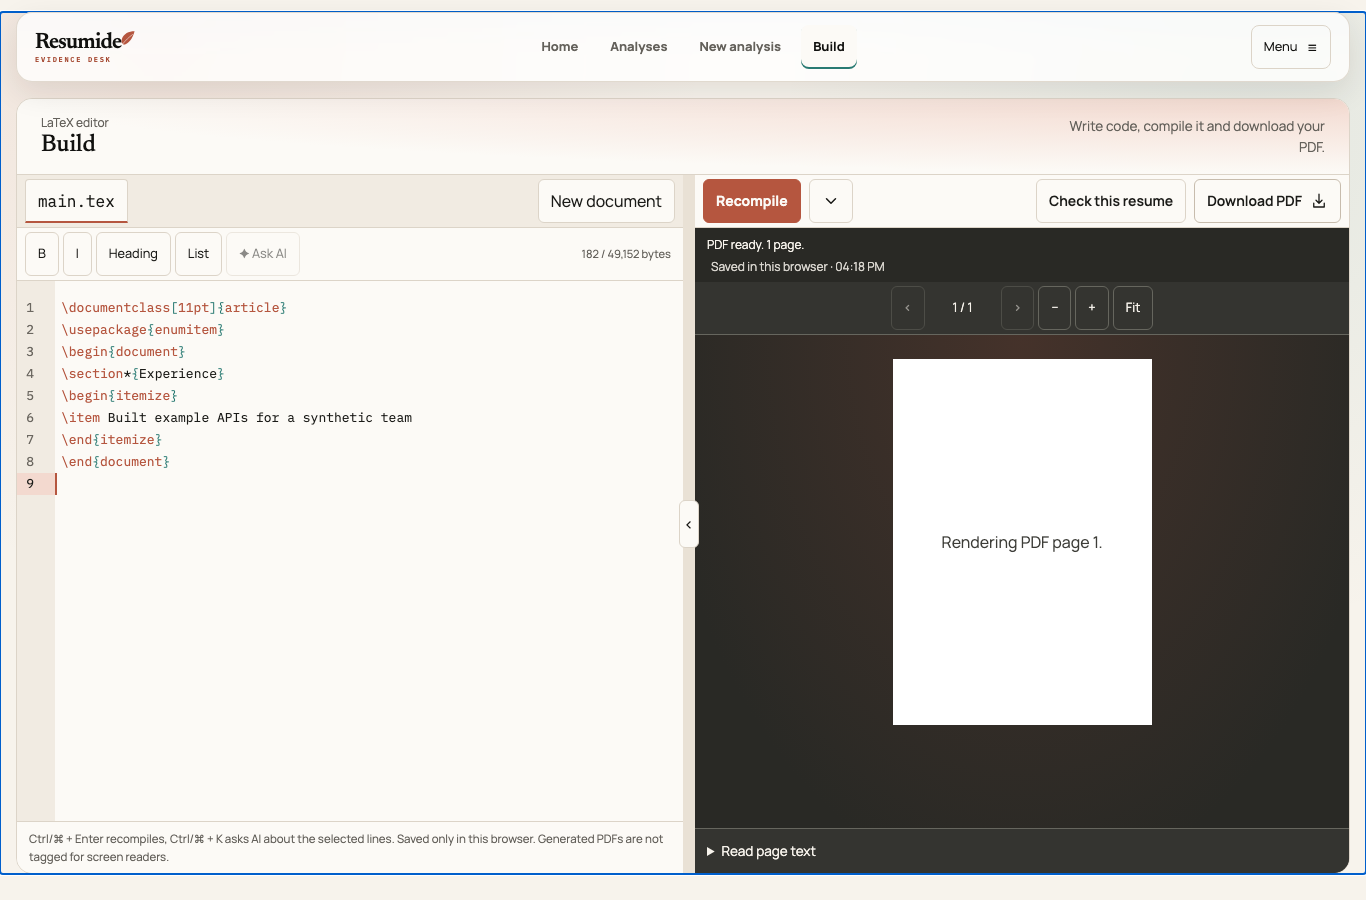 Resumide
EVIDENCE DESK
Home
Analyses
New analysis
Build
Menu ≡
LaTeX editor
Build
Write code, compile it and download your
PDF.
main.tex
New document
Recompile
Check this resume
Download PDF
B
I
Heading
List
✦ Ask AI
182 / 49,152 bytes
PDF ready. 1 page.
Saved in this browser · 04:18 PM
‹
1 / 1
›
−
+
Fit
1 \documentclass[11pt]{article}
2 \usepackage{enumitem}
3 \begin{document}
4 \section*{Experience}
5 \begin{itemize}
6 \item Built example APIs for a synthetic team
7 \end{itemize}
8 \end{document}
9
Rendering PDF page 1.
Ctrl/⌘ + Enter recompiles, Ctrl/⌘ + K asks AI about the selected lines. Saved only in this browser. Generated PDFs are not
tagged for screen readers.
Read page text